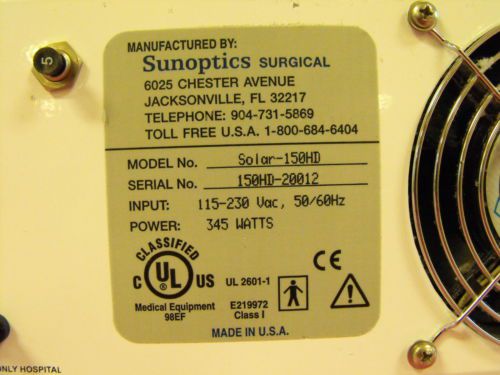 5
MANUFACTURED BY:
Sunoptics SURGICAL
6025 CHESTER AVENUE
JACKSONVILLE, FL 32217
TELEPHONE: 904-731-5869
TOLL FREE U.S.A. 1-800-684-6404
MODEL No. Solar-150HD
SERIAL No. 150HD-20012
INPUT: 115-230 Vac, 50/60Hz
POWER: 345 WATTS
CLASSIFIED
C UL US
UL 2601-1
CE
Medical Equipment
98EF
E219972
Class I
MADE IN U.S.A.
ONLY HOSPITAL